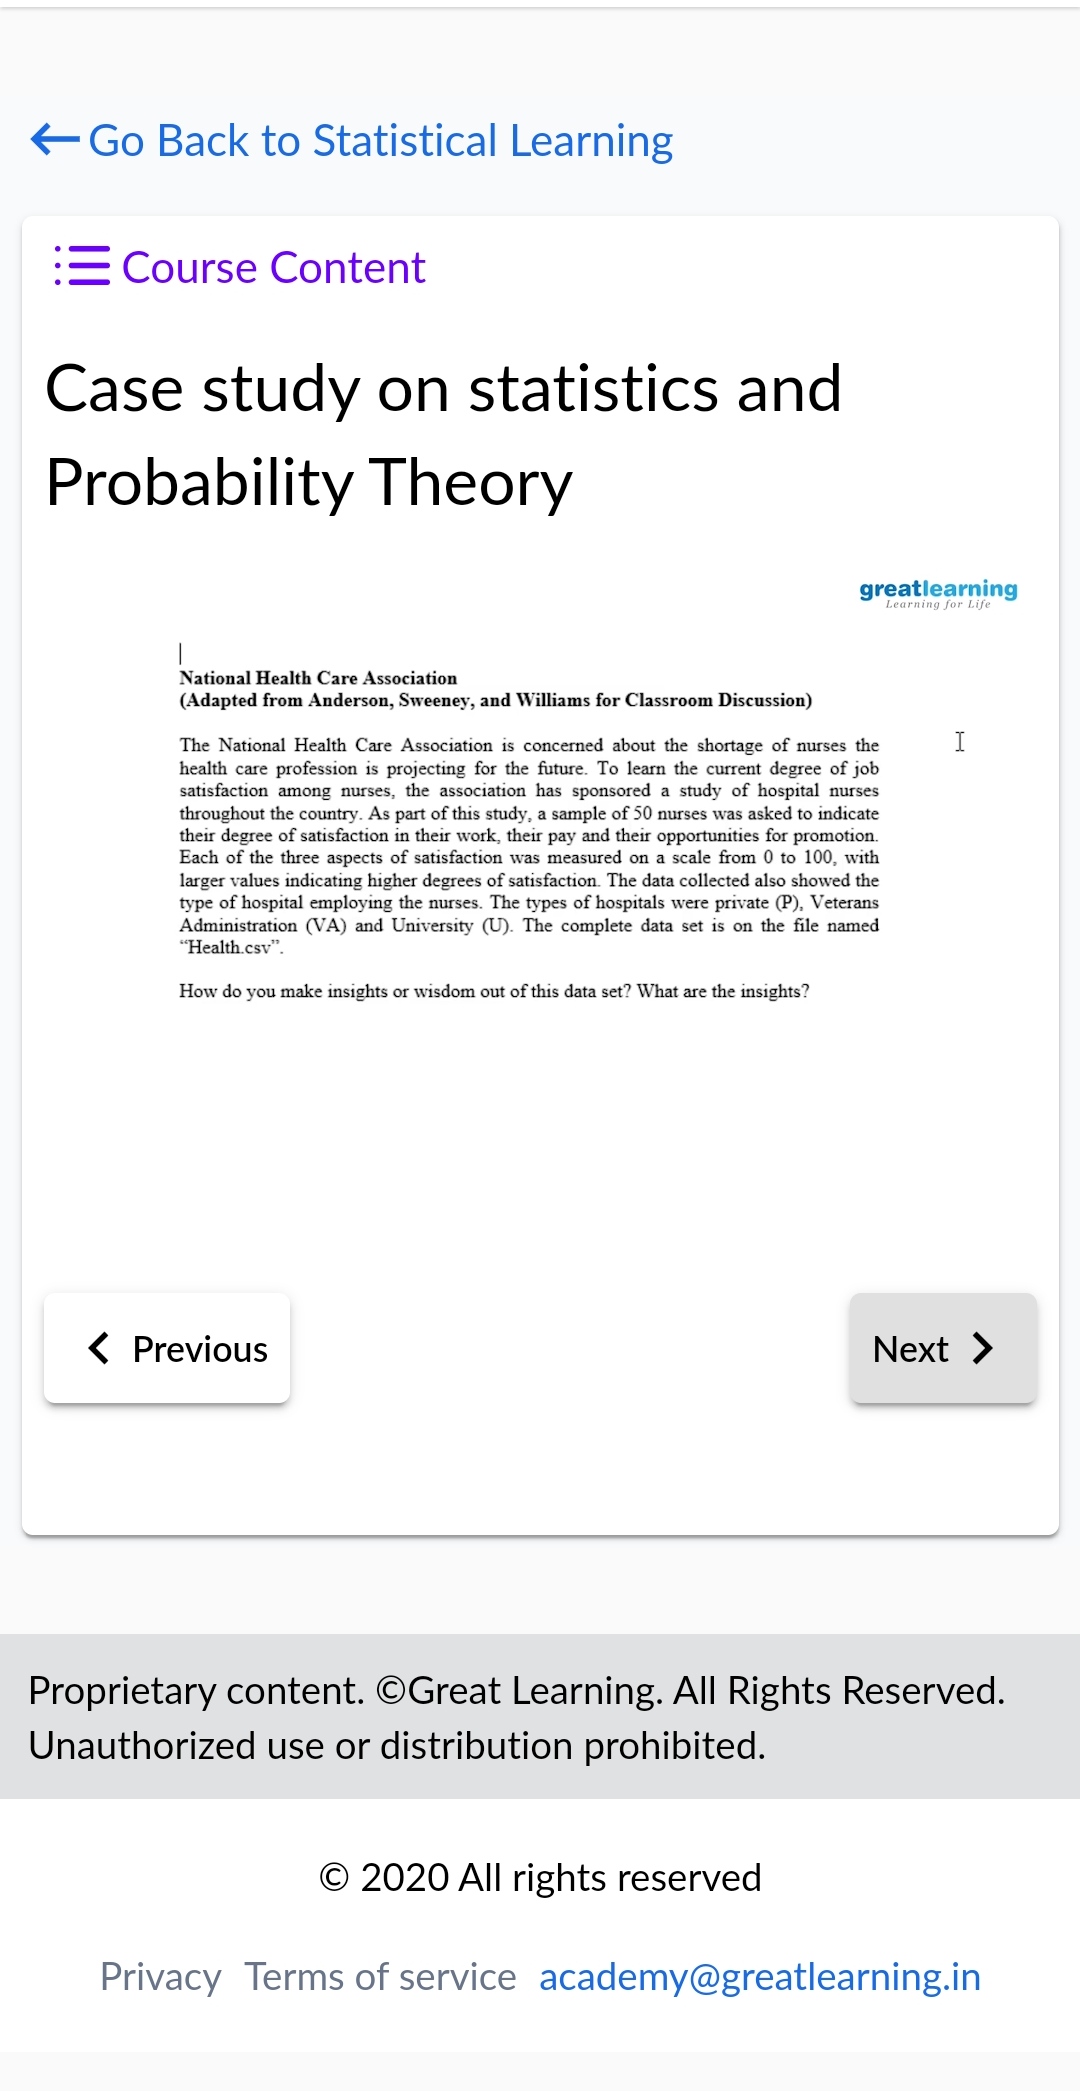 Go Back to Statistical Learning
Course Content
Case study on statistics and
Probability Theory
greatlearning
Learning for Life
National Health Care Association
(Adapted from Anderson, Sweeney, and Williams for Classroom Discussion)
The National Health Care Association is concerned about the shortage of nurses the
health care profession is projecting for the future. To learn the current degree of job
satisfaction among nurses, the association has sponsored a study of hospital nurses
throughout the country. As part of this study, a sample of 50 nurses was asked to indicate
their degree of satisfaction in their work, their pay and their opportunities for promotion.
Each of the three aspects of satisfaction was measured on a scale from 0 to 100, with
larger values indicating higher degrees of satisfaction. The data collected also showed the
type of hospital employing the nurses. The types of hospitals were private (P), Veterans
Administration (VA) and University (U). The complete data set is on the file named
“Health.csv”.
How do you make insights or wisdom out of this data set? What are the insights?
Previous
Next
Proprietary content. ©Great Learning. All Rights Reserved.
Unauthorized use or distribution prohibited.
© 2020 All rights reserved
Privacy Terms of service academy@greatlearning.in